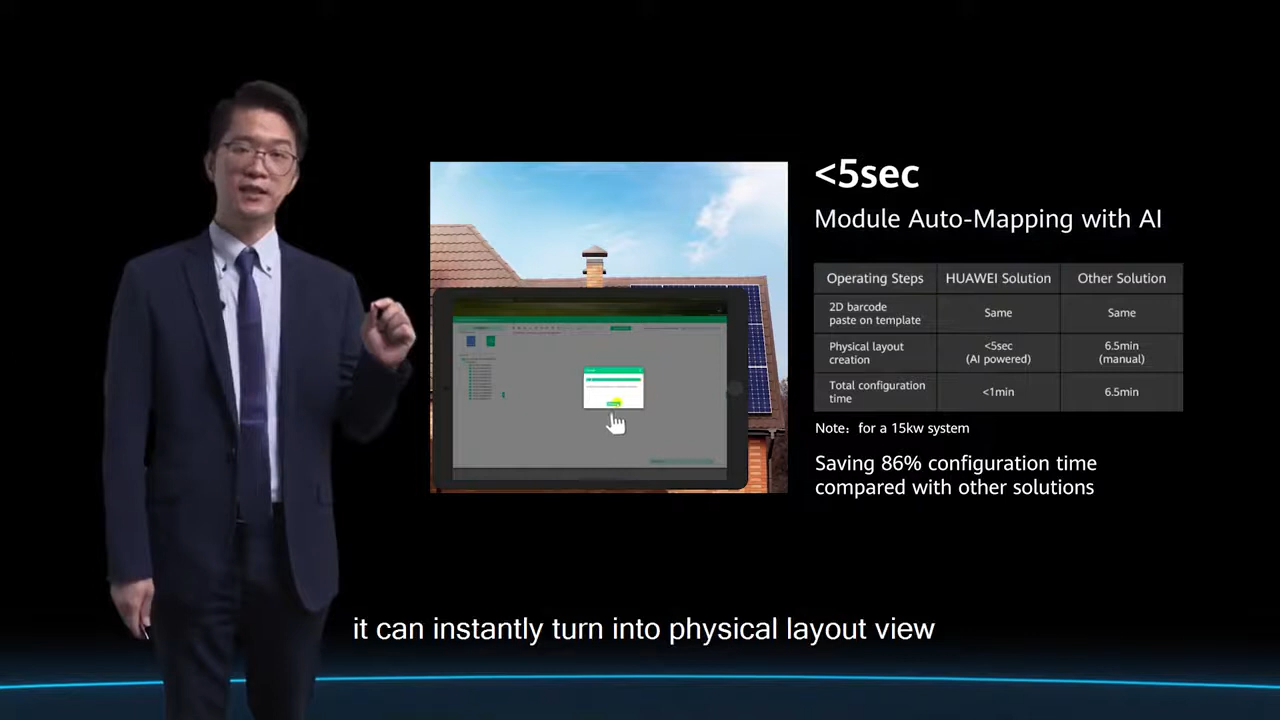 <5sec
Module Auto-Mapping with AI
Operating Steps HUAWEI Solution Other Solution
2D barcode
paste on template
Same
Same
Physical layout
creation
<5sec
(AI powered)
6.5min
(manual)
Total configuration
time
<1min
6.5min
Note: for a 15kw system
Saving 86% configuration time
compared with other solutions
it can instantly turn into physical layout view